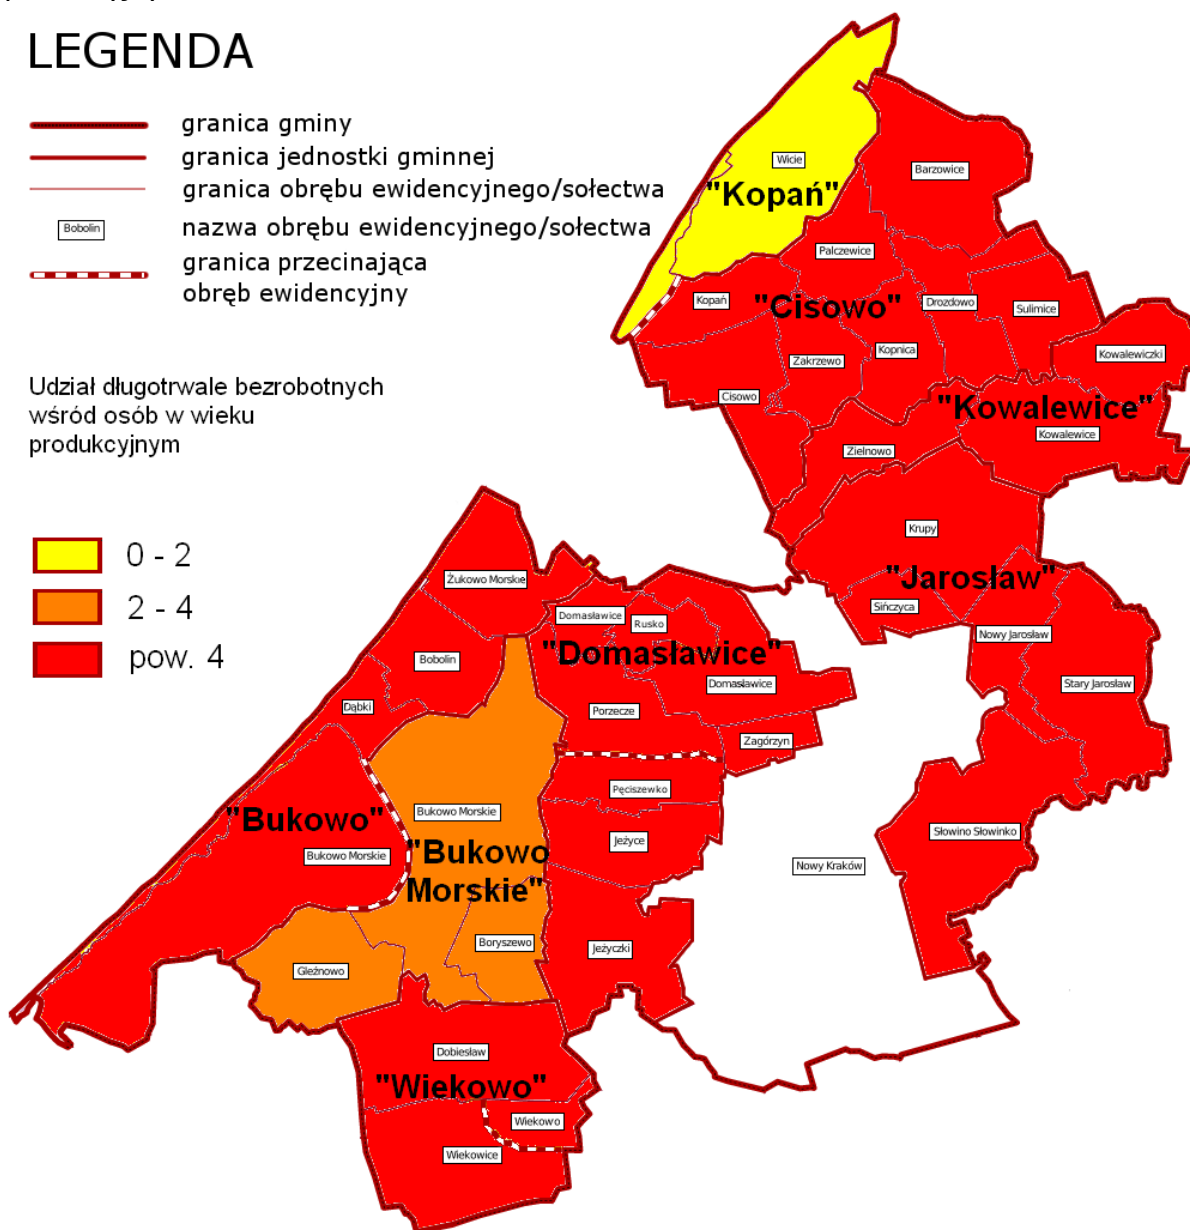 LEGENDA
granica gminy
granica jednostki gminnej
granica obrębu ewidencyjnego/sołectwa
Bobolin
nazwa obrębu ewidencyjnego/sołectwa
granica przecinająca
obręb ewidencyjny
Udział długotrwale bezrobotnych
wśród osób w wieku
produkcyjnym
0 - 2
2 - 4
pow. 4
Wicie
"Kopań"
Barzowice
Palczewice
Kopań
"Cisowo"
Drozdowo
Sulimice
Zakrzewo
Kopnica
Kowalewiczki
Cisowo
"Kowalewice"
Kowalewice
Zielnowo
Krupy
"Jarosław"
Sińczyca
Nowy Jarosław
Stary Jarosław
Słowino Słowinko
Nowy Kraków
Żukowo Morskie
Domasławice
Rusko
"Domasławice"
Bobolin
Domasławice
Dąbki
Porzecze
Zagórzyn
Pęciszewko
Bukowo Morskie
"Bukowo"
Jeżyce
Bukowo Morskie
"Bukowo
Morskie"
Boryszewo
Jeżyczki
Gleźnowo
Dobiesław
"Wiekowo"
Wiekowo
Wiekowice